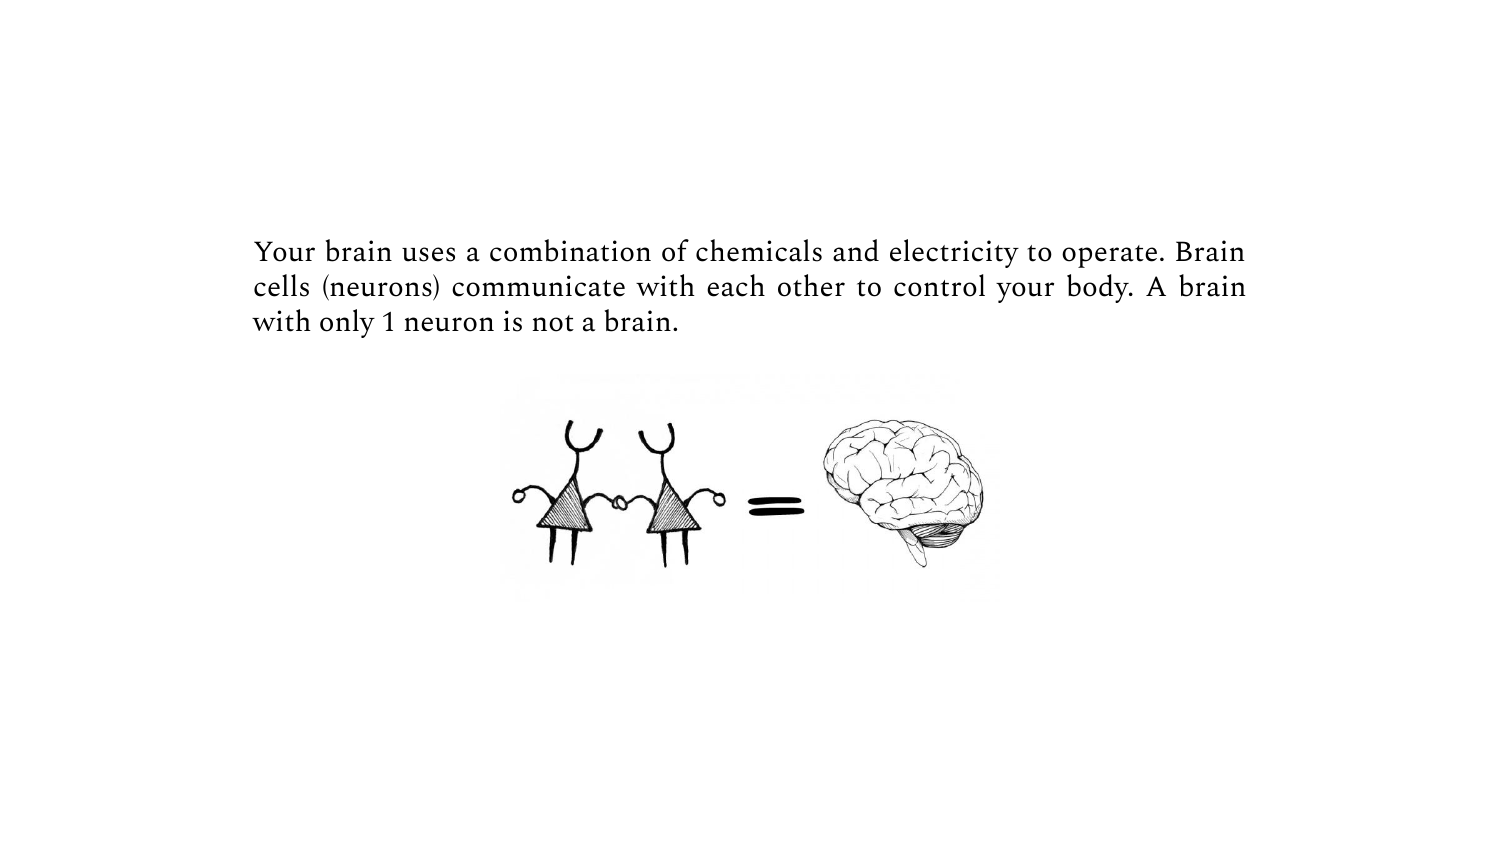 Your brain uses a combination of chemicals and electricity to operate. Brain
cells (neurons) communicate with each other to control your body. A brain
with only 1 neuron is not a brain.
=